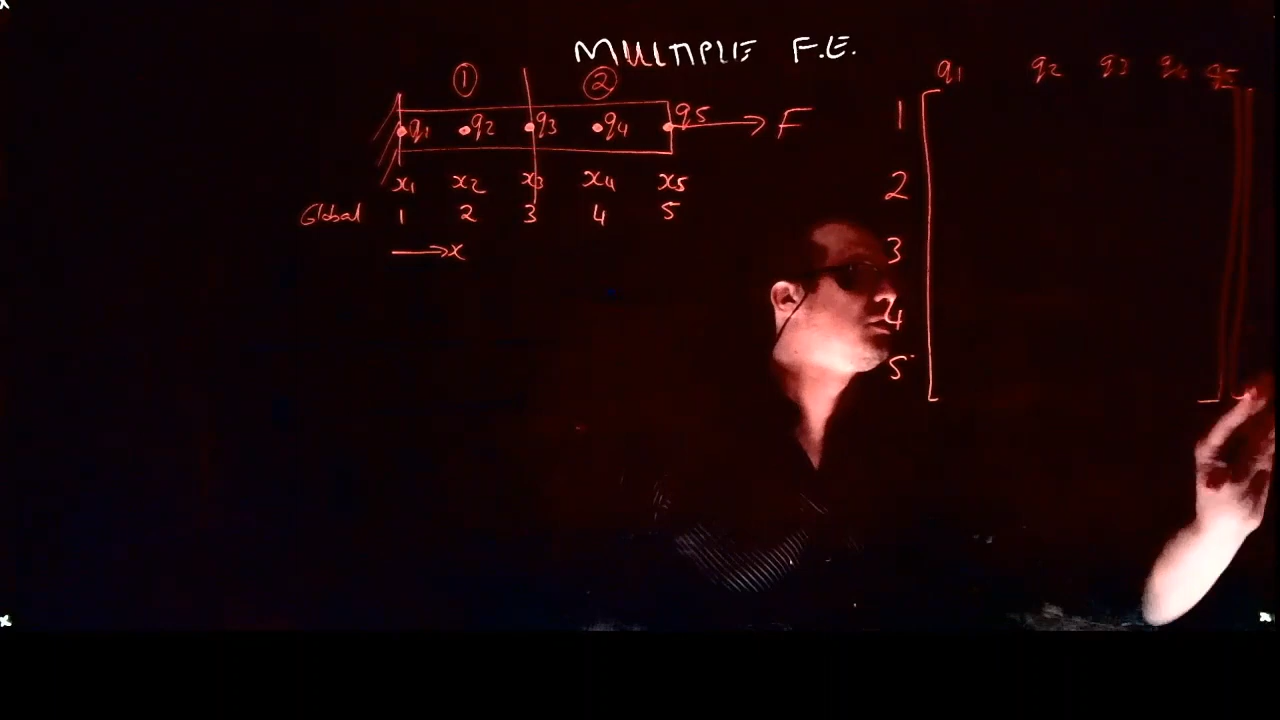 MULTIPLE F.E.
① ②
q1 q2 q3 q4 q5 F
x1 x2 x3 x4 x5
Global 1 2 3 4 5
x
q1 q2 q3 q4 q5
1
2
3
4
5